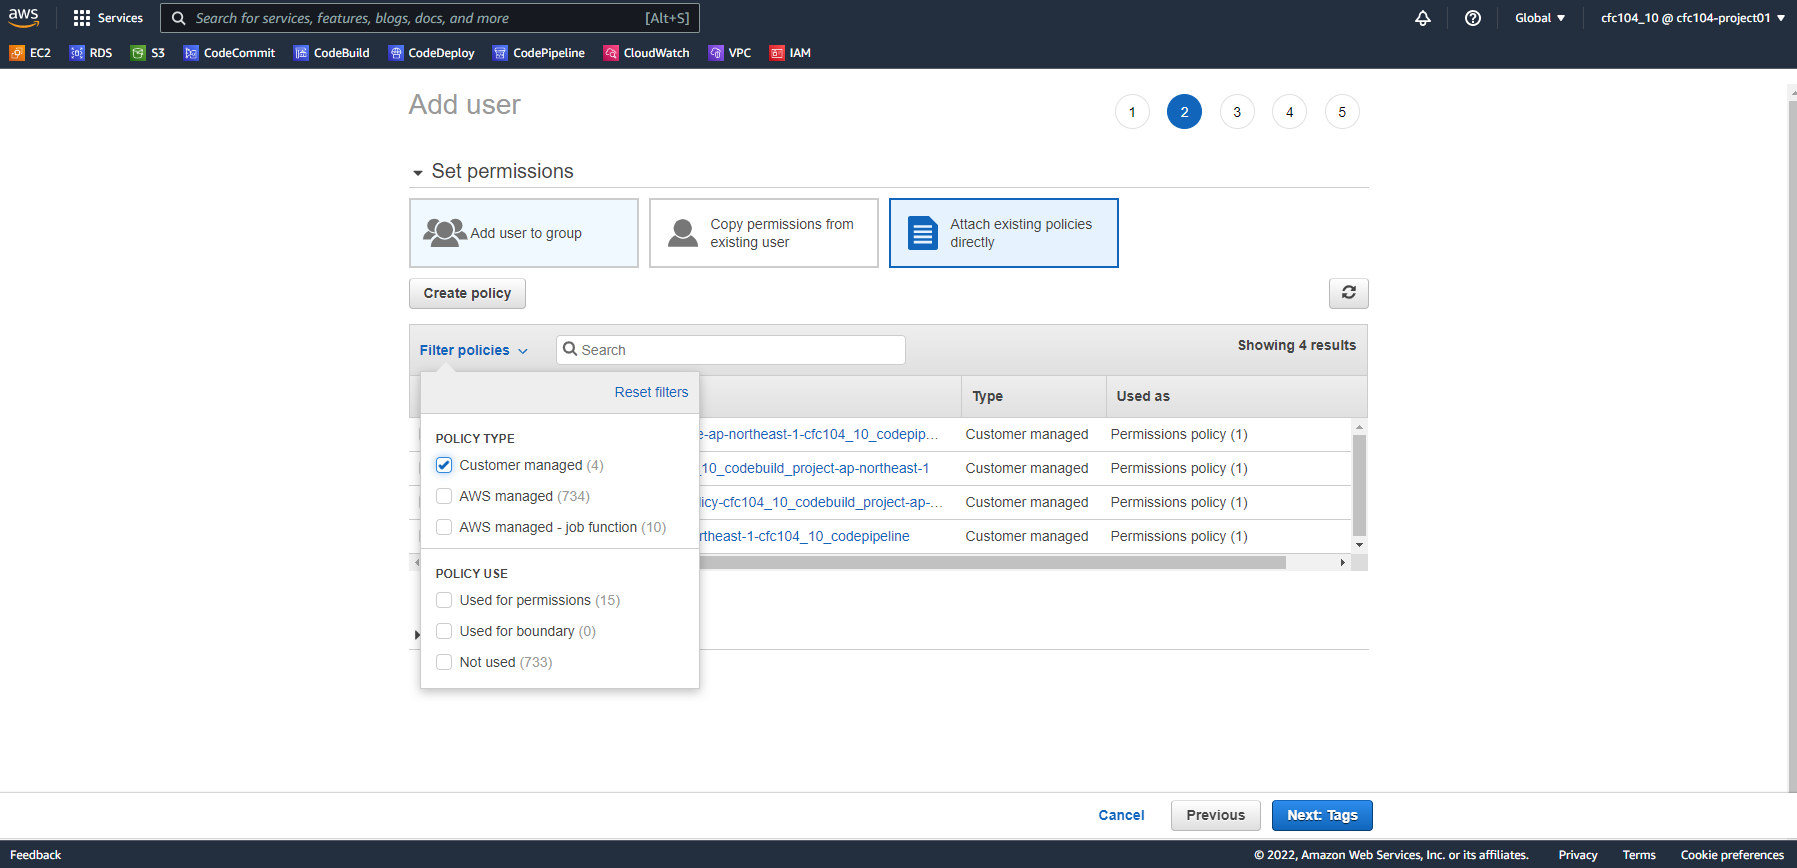 aws Services Search for services, features, blogs, docs, and more [Alt+S] Global cfc104_10 @ cfc104-project01
EC2 RDS S3 CodeCommit CodeBuild CodeDeploy CodePipeline CloudWatch VPC IAM
Add user
1 2 3 4 5
Set permissions
Add user to group
Copy permissions from
existing user
Attach existing policies
directly
Create policy
Filter policies Search Showing 4 results
Reset filters
Type Used as
POLICY TYPE
Customer managed (4)
AWS managed (734)
AWS managed - job function (10)
POLICY USE
Used for permissions (15)
Used for boundary (0)
Not used (733)
e-ap-northeast-1-cfc104_10_codepip... Customer managed Permissions policy (1)
_10_codebuild_project-ap-northeast-1 Customer managed Permissions policy (1)
licy-cfc104_10_codebuild_project-ap-... Customer managed Permissions policy (1)
rtheast-1-cfc104_10_codepipeline Customer managed Permissions policy (1)
Cancel Previous Next: Tags
Feedback © 2022, Amazon Web Services, Inc. or its affiliates. Privacy Terms Cookie preferences